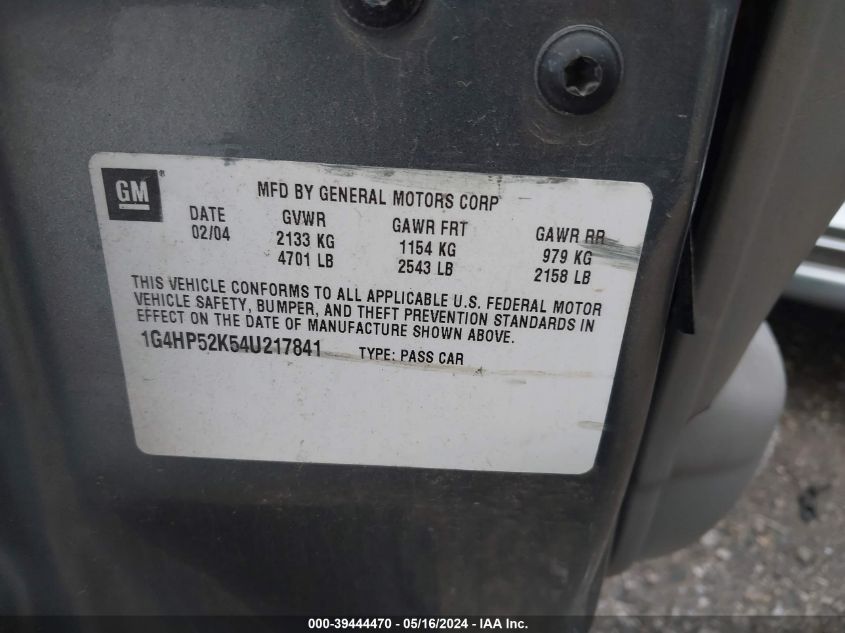 GM
MFD BY GENERAL MOTORS CORP
DATE GVWR GAWR FRT GAWR RR
02/04 2133 KG 1154 KG 979 KG
4701 LB 2543 LB 2158 LB
THIS VEHICLE CONFORMS TO ALL APPLICABLE U.S. FEDERAL MOTOR
VEHICLE SAFETY, BUMPER, AND THEFT PREVENTION STANDARDS IN
EFFECT ON THE DATE OF MANUFACTURE SHOWN ABOVE.
1G4HP52K54U217841 TYPE: PASS CAR
000-39444470 - 05/16/2024 - IAA Inc.